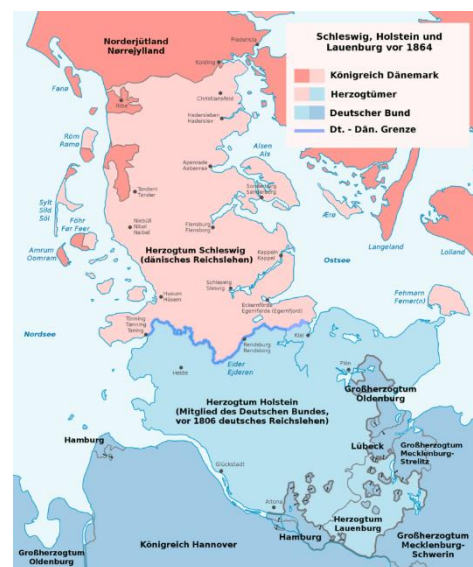 Schleswig, Holstein und
Lauenburg vor 1864
Königreich Dänemark
Herzogtümer
Deutscher Bund
Dt. - Dän. Grenze
Norderjütland
Nørrejylland
Fredericia
Kolding
Fanø
Ribe
Christiansfeld
Hadersleben
Haderslev
Röm
Rømø
Apenrade
Aabenraa
Alsen
Als
Sonderburg
Sønderborg
Tondern
Tønder
Sylt
Sild
Söl
Föhr
Før Feer
Niebüll
Nibøl
Naibel
Flensburg
Flensborg
Ærø
Langeland
Lolland
Amrum
Oomram
Herzogtum Schleswig
(dänisches Reichslehen)
Kappeln
Kappel
Ostsee
Schleswig
Slesvig
Husum
Hüsem
Eckernförde
Egernførde (Egernfjord)
Fehmarn
Femern(n)
Nordsee
Tönning
Tønning
Taning
Rendsburg
Rendsborg
Kiel
Eider
Ejderen
Heide
Plön
Großherzogtum
Oldenburg
Herzogtum Holstein
(Mitglied des Deutschen Bundes,
vor 1806 deutsches Reichslehen)
Hamburg
Lübeck
Großherzogtum
Mecklenburg-
Strelitz
Glückstadt
Altona
Hamburg
Herzogtum
Lauenburg
Großherzogtum
Oldenburg
Königreich Hannover
Großherzogtum
Mecklenburg-
Schwerin